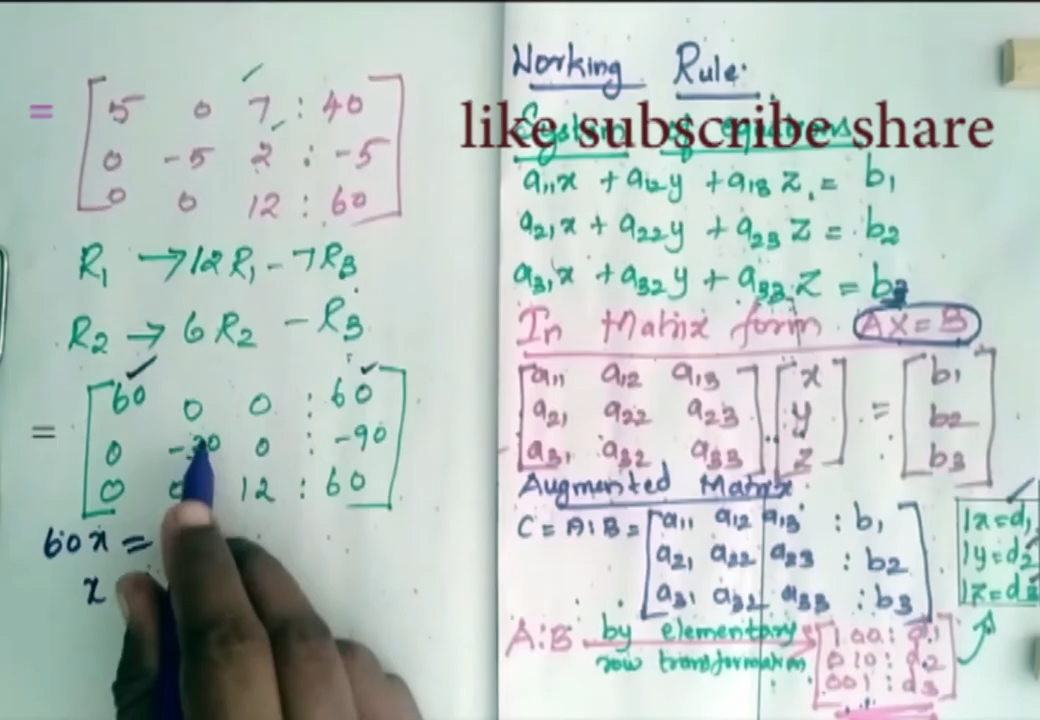 = [ 5 0 7 : 40
0 -5 2 : -5
0 0 12 : 60 ]
R₁ → 12R₁ - 7R₃
R₂ → 6R₂ - R₃
= [ 60 0 0 : 60
0 -30 0 : -90
0 0 12 : 60 ]
60x =
x
Working Rule:
System of equations
like subscribe share
a₁₁x + a₁₂y + a₁₃z = b₁
a₂₁x + a₂₂y + a₂₃z = b₂
a₃₁x + a₃₂y + a₃₃z = b₃
In Matrix form AX=B
[ a₁₁ a₁₂ a₁₃ ] [ x ] = [ b₁ ]
[ a₂₁ a₂₂ a₂₃ ] [ y ] = [ b₂ ]
[ a₃₁ a₃₂ a₃₃ ] [ z ] = [ b₃ ]
Augmented Matrix
C = A:B = [ a₁₁ a₁₂ a₁₃ : b₁
a₂₁ a₂₂ a₂₃ : b₂
a₃₁ a₃₂ a₃₃ : b₃ ]
1x=d₁
1y=d₂
1z=d₃
A:B by elementary
row transformation
[ 1 0 0 : d₁
0 1 0 : d₂
0 0 1 : d₃ ]